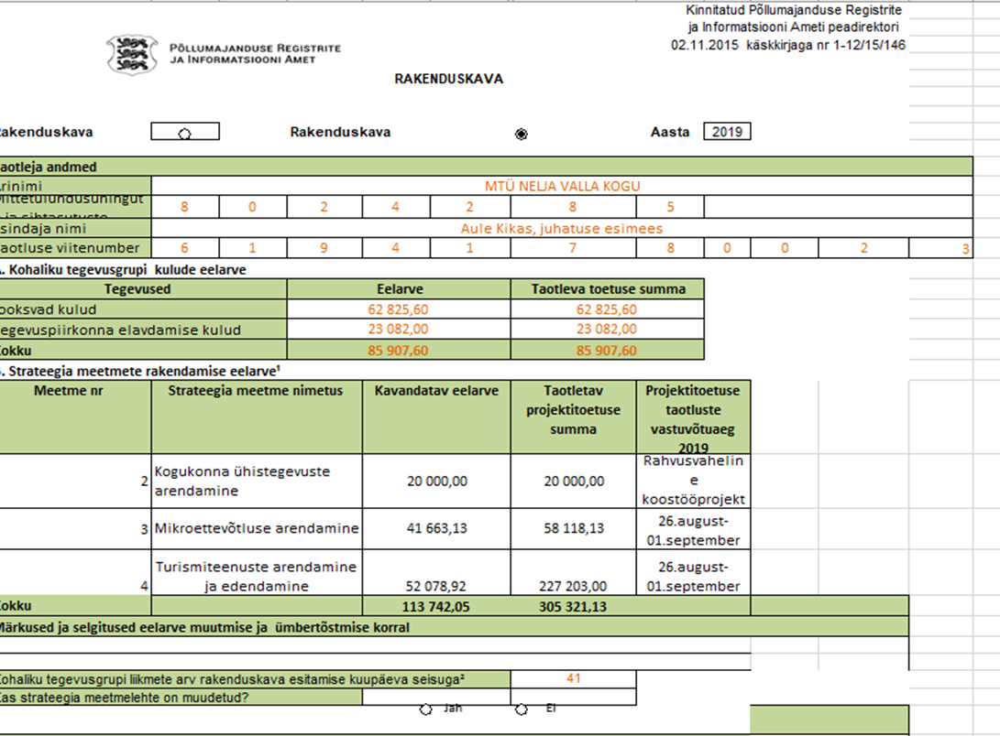 Kinnitatud Põllumajanduse Registrite
ja Informatsiooni Ameti peadirektori
02.11.2015 käskkirjaga nr 1-12/15/146
PÕLLUMAJANDUSE REGISTRITE
JA INFORMATSIOONI AMET
RAKENDUSKAVA
Rakenduskava Rakenduskava Aasta 2019
aotleja andmed
Ärinimi MTÜ NELJA VALLA KOGU
Mittetulundusühingut 8 0 2 4 2 8 5
sindaja nimi Aule Kikas, juhatuse esimees
aotluse viitenumber 6 1 9 4 1 7 8 0 0 2 3
. Kohaliku tegevusgrupi kulude eelarve
Tegevused Eelarve Taotleva toetuse summa
ooksvad kulud 62 825,60 62 825,60
egevuspiirkonna elavdamise kulud 23 082,00 23 082,00
Kokku 85 907,60 85 907,60
. Strateegia meetmete rakendamise eelarve¹
Meetme nr Strateegia meetme nimetus Kavandatav eelarve Taotletav projektitoetuse summa Projektitoetuse taotluste vastuvõtuaeg 2019
2 Kogukonna ühistegevuste arendamine 20 000,00 20 000,00 Rahvusvaheline koostööprojekt
3 Mikroettevõtluse arendamine 41 663,13 58 118,13 26.august-01.september
4 Turismiteenuste arendamine ja edendamine 52 078,92 227 203,00 26.august-01.september
Kokku 113 742,05 305 321,13
Märkused ja selgitused eelarve muutmise ja ümbertõstmise korral
Kohaliku tegevusgrupi liikmete arv rakenduskava esitamise kuupäeva seisuga² 41
Kas strateegia meetmelehte on muudetud?
Jah Ei